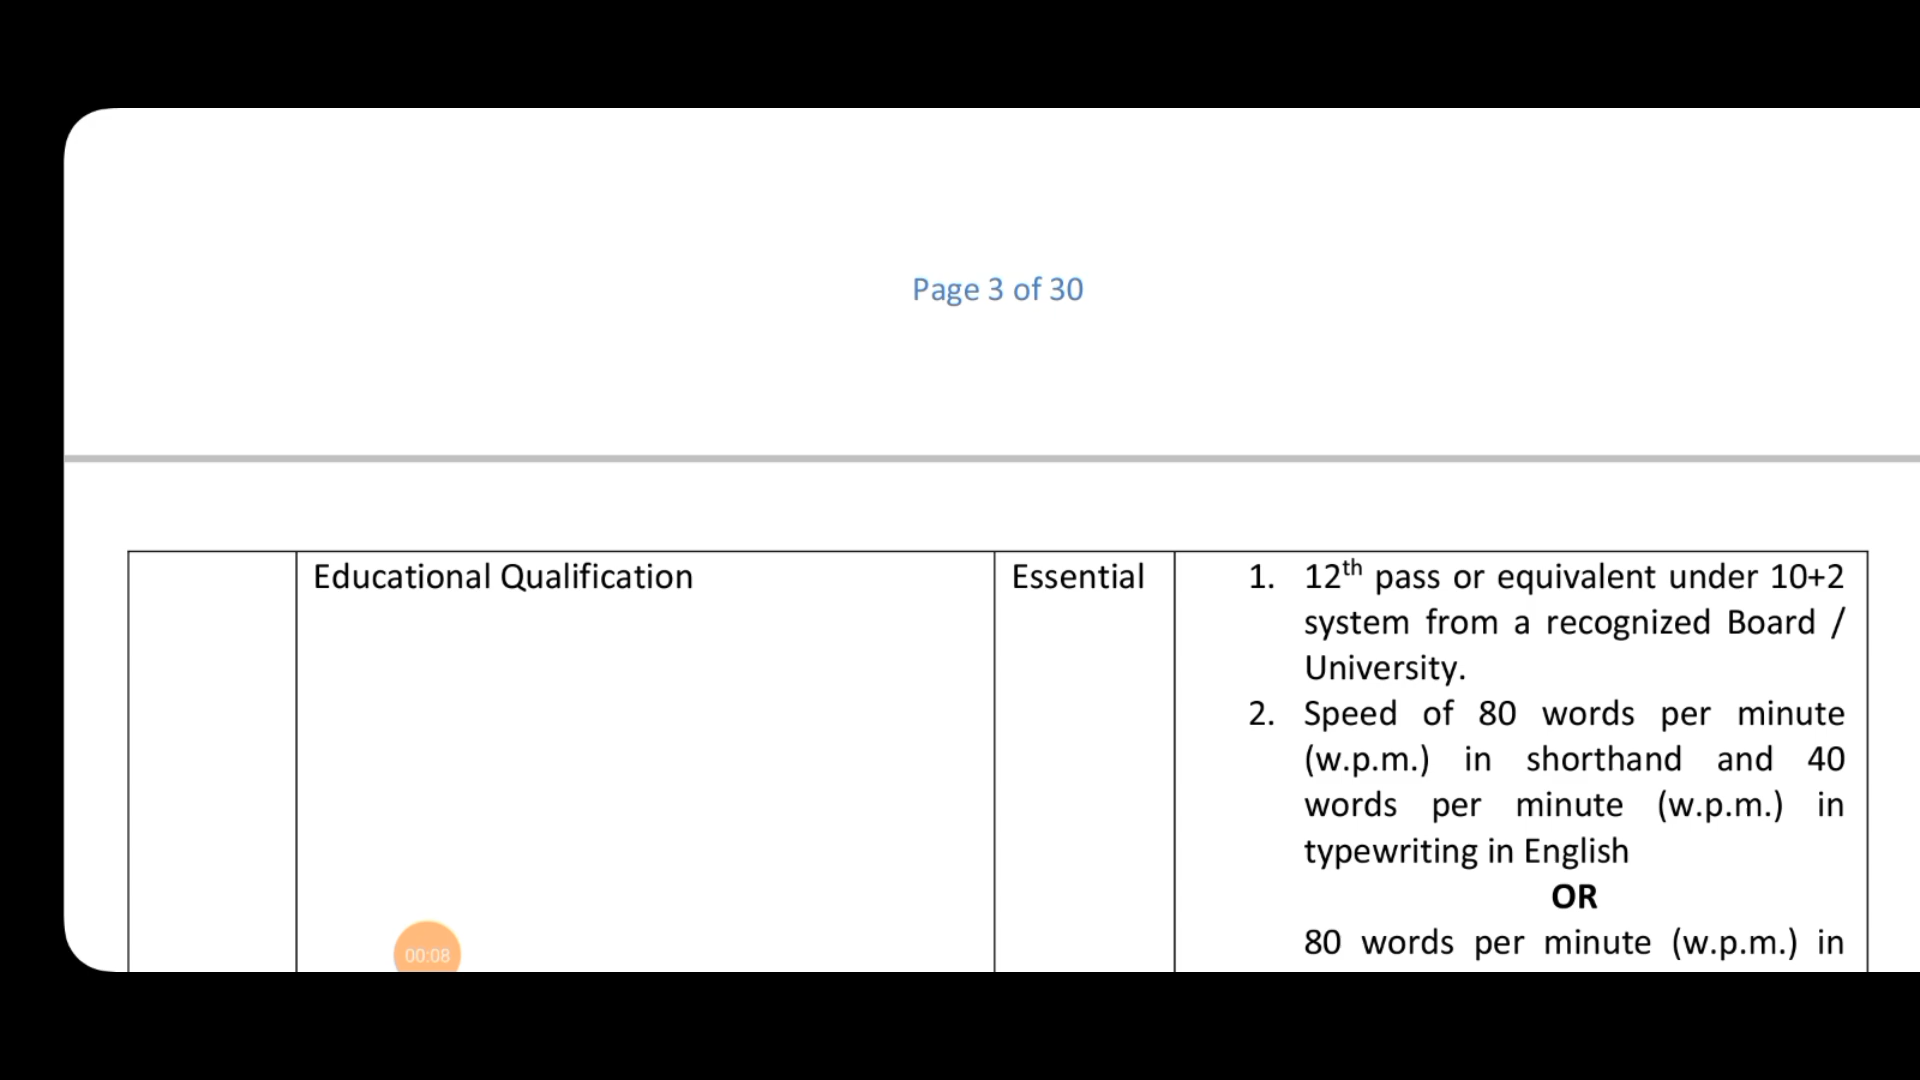 Page 3 of 30
Educational Qualification
Essential
1. 12th pass or equivalent under 10+2
system from a recognized Board /
University.
2. Speed of 80 words per minute
(w.p.m.) in shorthand and 40
words per minute (w.p.m.) in
typewriting in English
OR
80 words per minute (w.p.m.) in
00:08